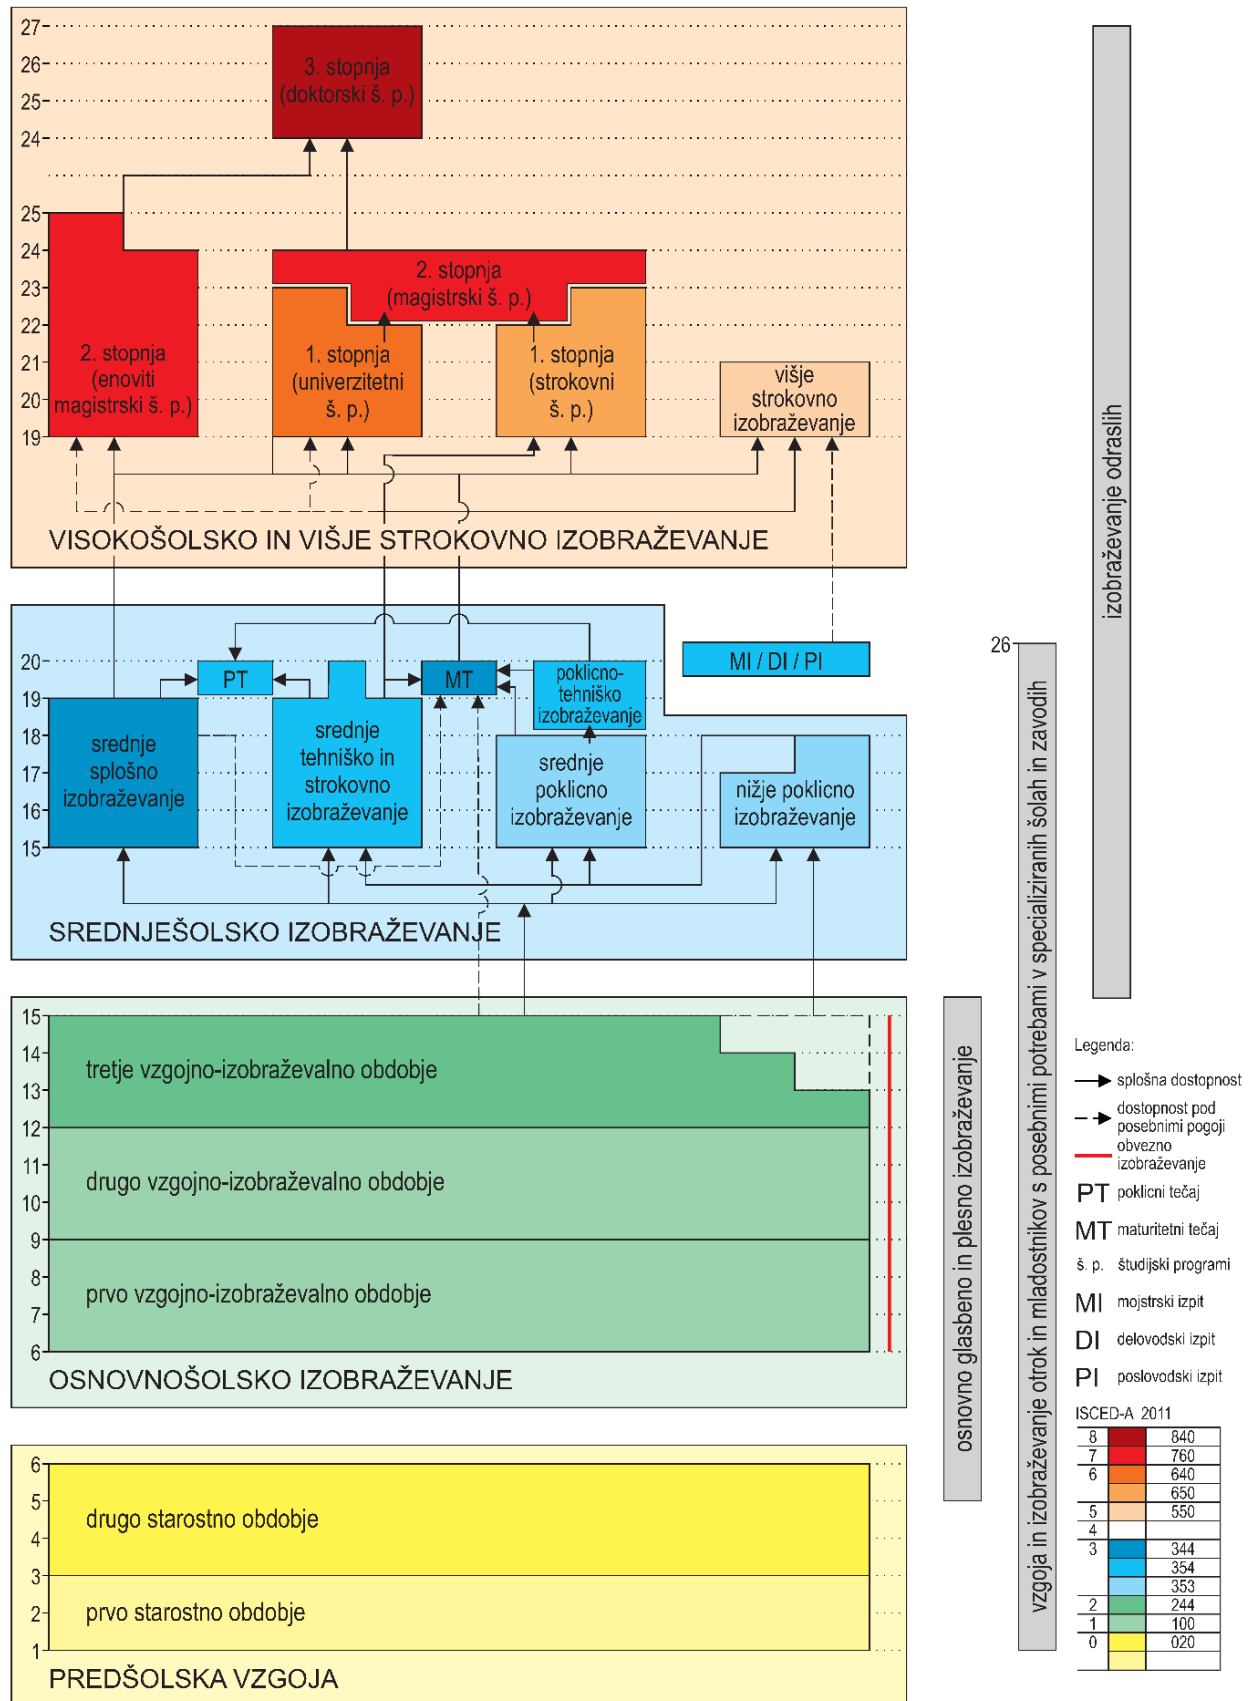 27
26
25
24
25
24
23
22
21
20
19
3. stopnja
(doktorski š. p.)
2. stopnja
(magistrski š. p.)
2. stopnja
(enoviti
magistrski š. p.)
1. stopnja
(univerzitetni
š. p.)
1. stopnja
(strokovni
š. p.)
višje
strokovno
izobraževanje
VISOKOŠOLSKO IN VIŠJE STROKOVNO IZOBRAŽEVANJE
20
19
18
17
16
15
PT
MT
poklicno-
tehniško
izobraževanje
MI / DI / PI
srednje
splošno
izobraževanje
srednje
tehniško in
strokovno
izobraževanje
srednje
poklicno
izobraževanje
nižje poklicno
izobraževanje
SREDNJEŠOLSKO IZOBRAŽEVANJE
15
14
13
12
11
10
9
8
7
6
tretje vzgojno-izobraževalno obdobje
drugo vzgojno-izobraževalno obdobje
prvo vzgojno-izobraževalno obdobje
OSNOVNOŠOLSKO IZOBRAŽEVANJE
6
5
4
3
2
1
drugo starostno obdobje
prvo starostno obdobje
PREDŠOLSKA VZGOJA
osnovno glasbeno in plesno izobraževanje
26
vzgoja in izobraževanje otrok in mladostnikov s posebnimi potrebami v specializiranih šolah in zavodih
izobraževanje odraslih
Legenda:
splošna dostopnost
dostopnost pod
posebnimi pogoji
obvezno
izobraževanje
PT poklicni tečaj
MT maturitetni tečaj
š. p. študijski programi
MI mojstrski izpit
DI delovodski izpit
PI poslovodski izpit
ISCED-A 2011
8 840
7 760
6 640
650
5 550
4
3 344
354
353
2 244
1 100
0 020